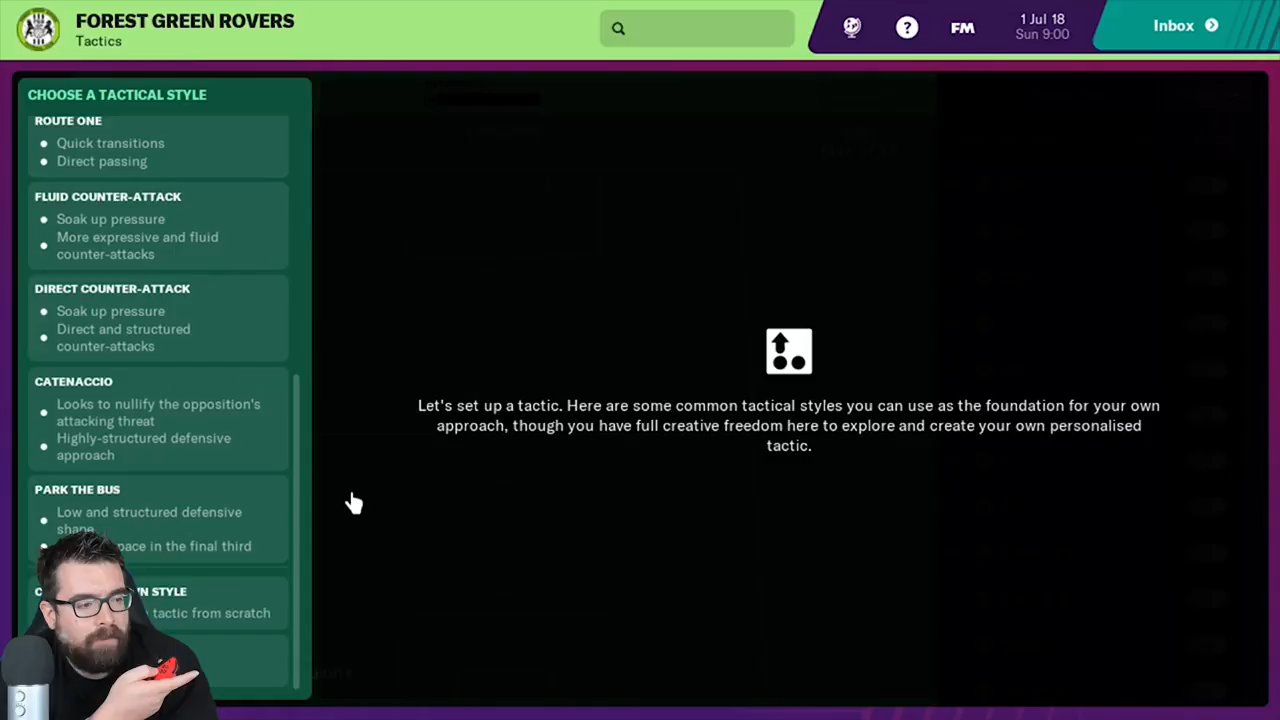 FOREST GREEN ROVERS
Tactics
FM
1 Jul 18
Sun 9:00
Inbox
CHOOSE A TACTICAL STYLE
ROUTE ONE
Quick transitions
Direct passing
FLUID COUNTER-ATTACK
Soak up pressure
More expressive and fluid
counter-attacks
DIRECT COUNTER-ATTACK
Soak up pressure
Direct and structured
counter-attacks
CATENACCIO
Looks to nullify the opposition's
attacking threat
Highly-structured defensive
approach
PARK THE BUS
Low and structured defensive
shape
pace in the final third
STYLE
tactic from scratch
Let's set up a tactic. Here are some common tactical styles you can use as the foundation for your own
approach, though you have full creative freedom here to explore and create your own personalised
tactic.